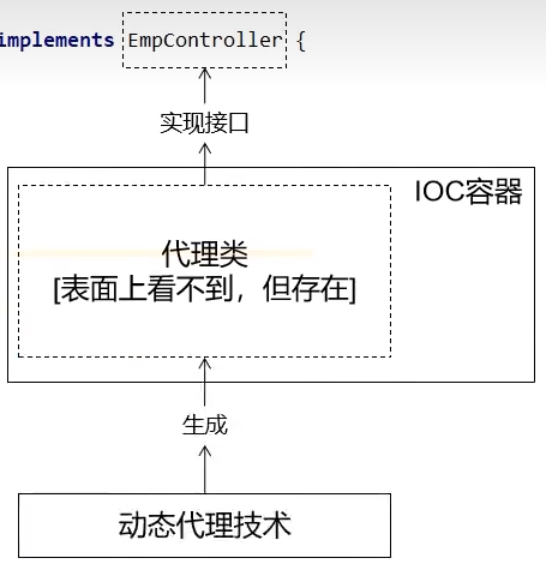 implements EmpController {
实现接口
IOC容器
代理类
[表面上看不到，但存在]
生成
动态代理技术